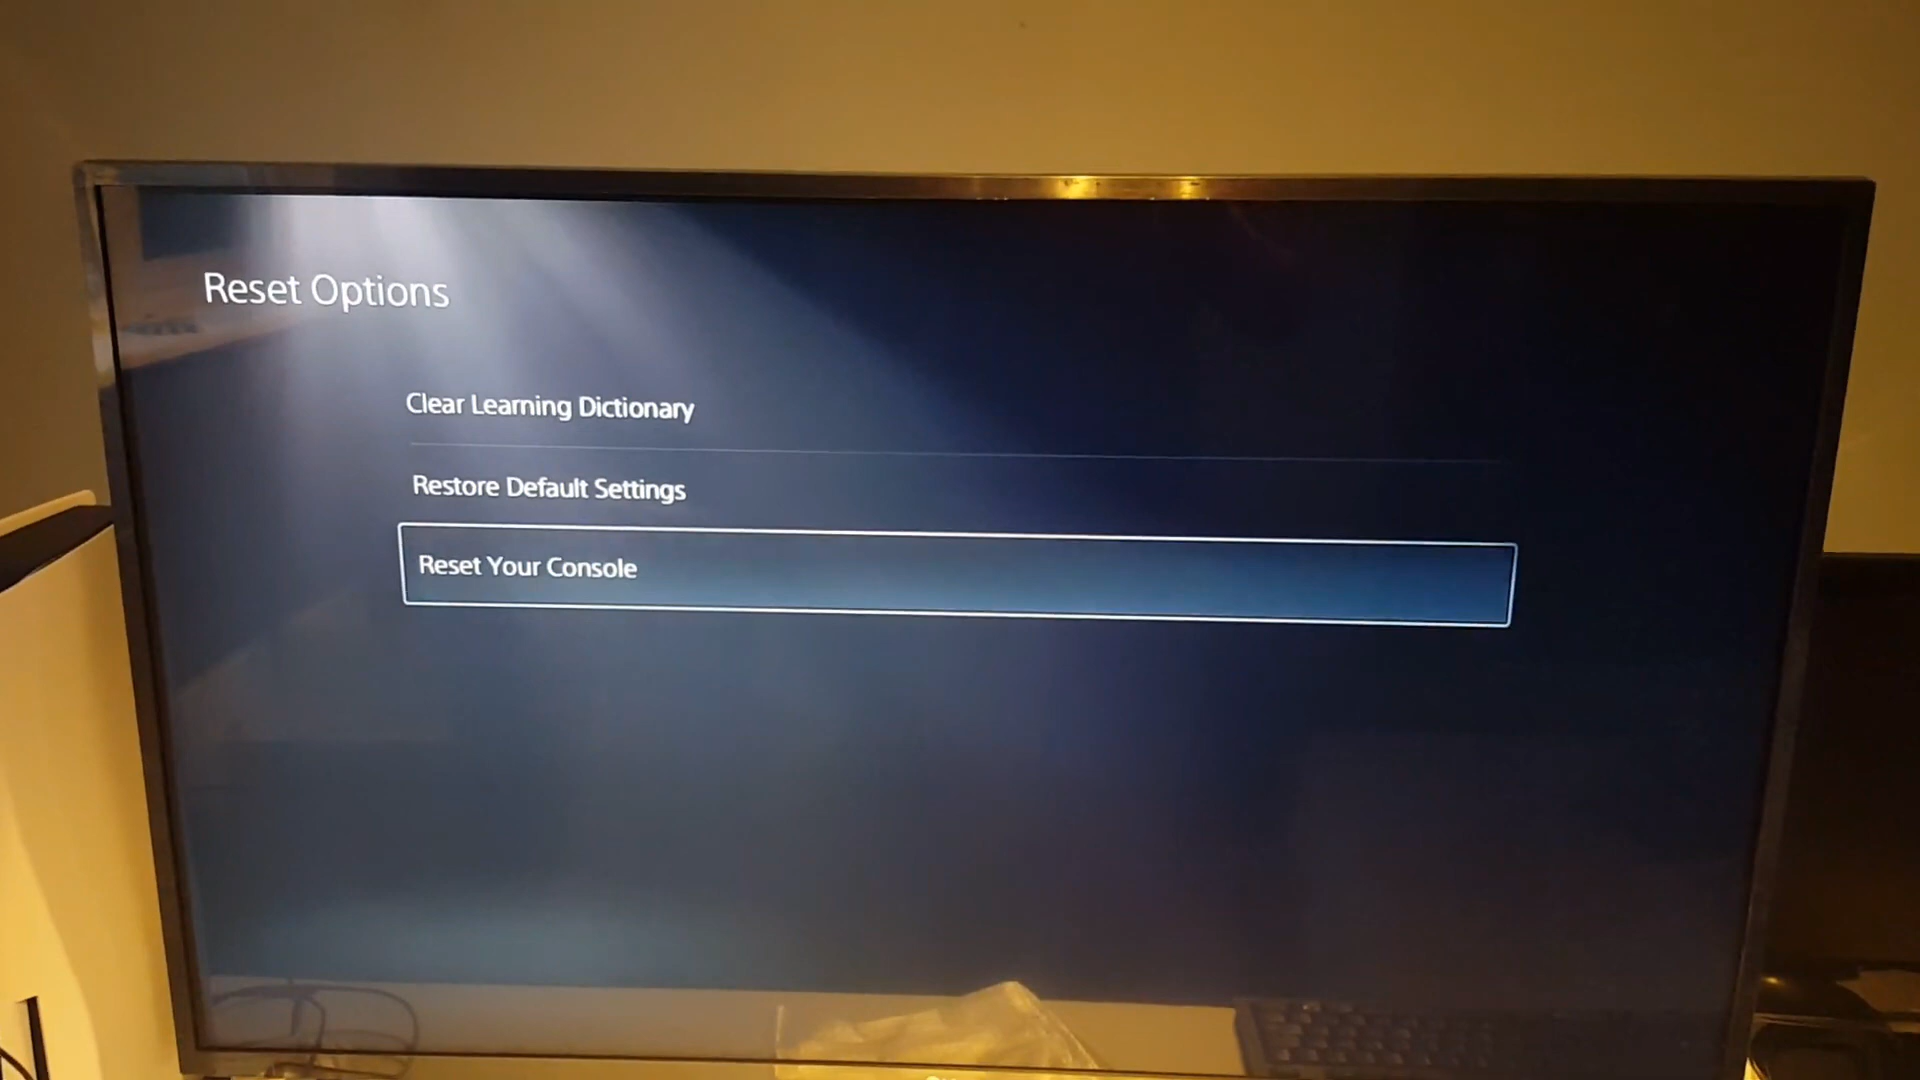 Reset Options
Clear Learning Dictionary
Restore Default Settings
Reset Your Console